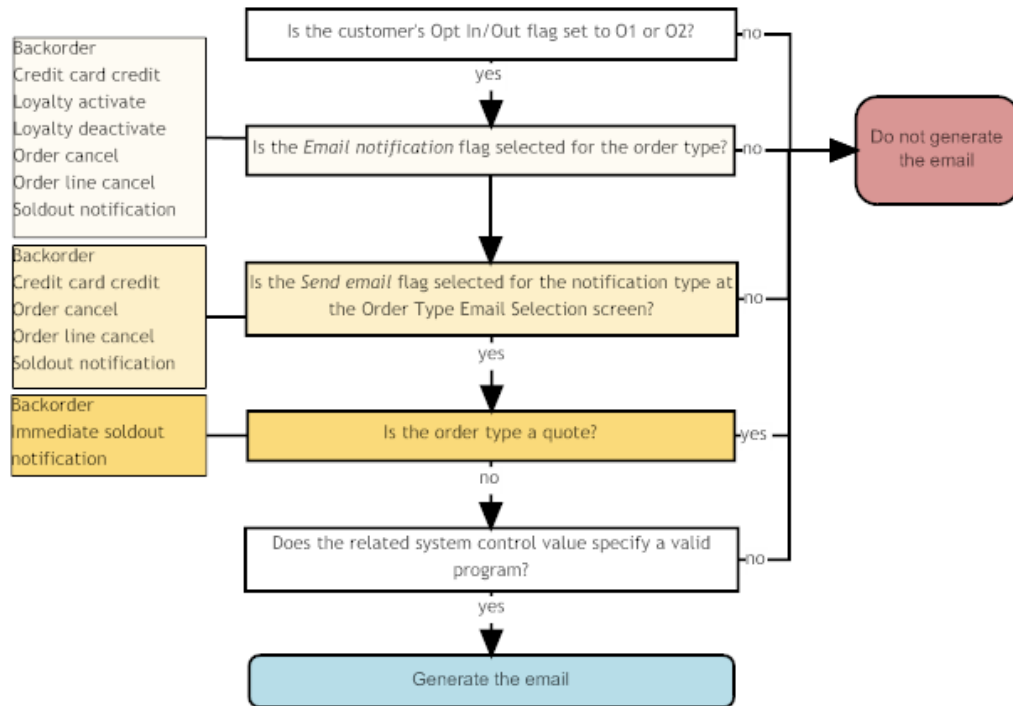 Is the customer's Opt In/Out flag set to O1 or O2?
no
yes
Backorder
Credit card credit
Loyalty activate
Loyalty deactivate
Order cancel
Order line cancel
Soldout notification
Is the Email notification flag selected for the order type?
no
Do not generate
the email
Backorder
Credit card credit
Order cancel
Order line cancel
Soldout notification
Is the Send email flag selected for the notification type at
the Order Type Email Selection screen?
no
yes
Backorder
Immediate soldout
notification
Is the order type a quote?
yes
no
Does the related system control value specify a valid
program?
no
yes
Generate the email